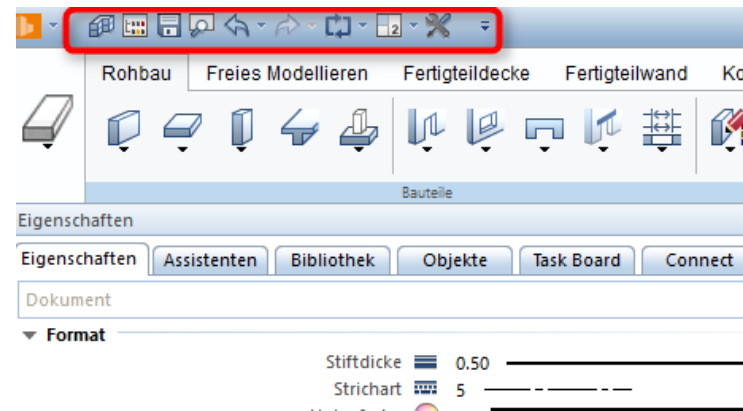 2
Rohbau Freies Modellieren Fertigteildecke Fertigteilwand
Bauteile
Eigenschaften
Eigenschaften Assistenten Bibliothek Objekte Task Board Connect
Dokument
Format
Stiftdicke 0.50
Strichart 5